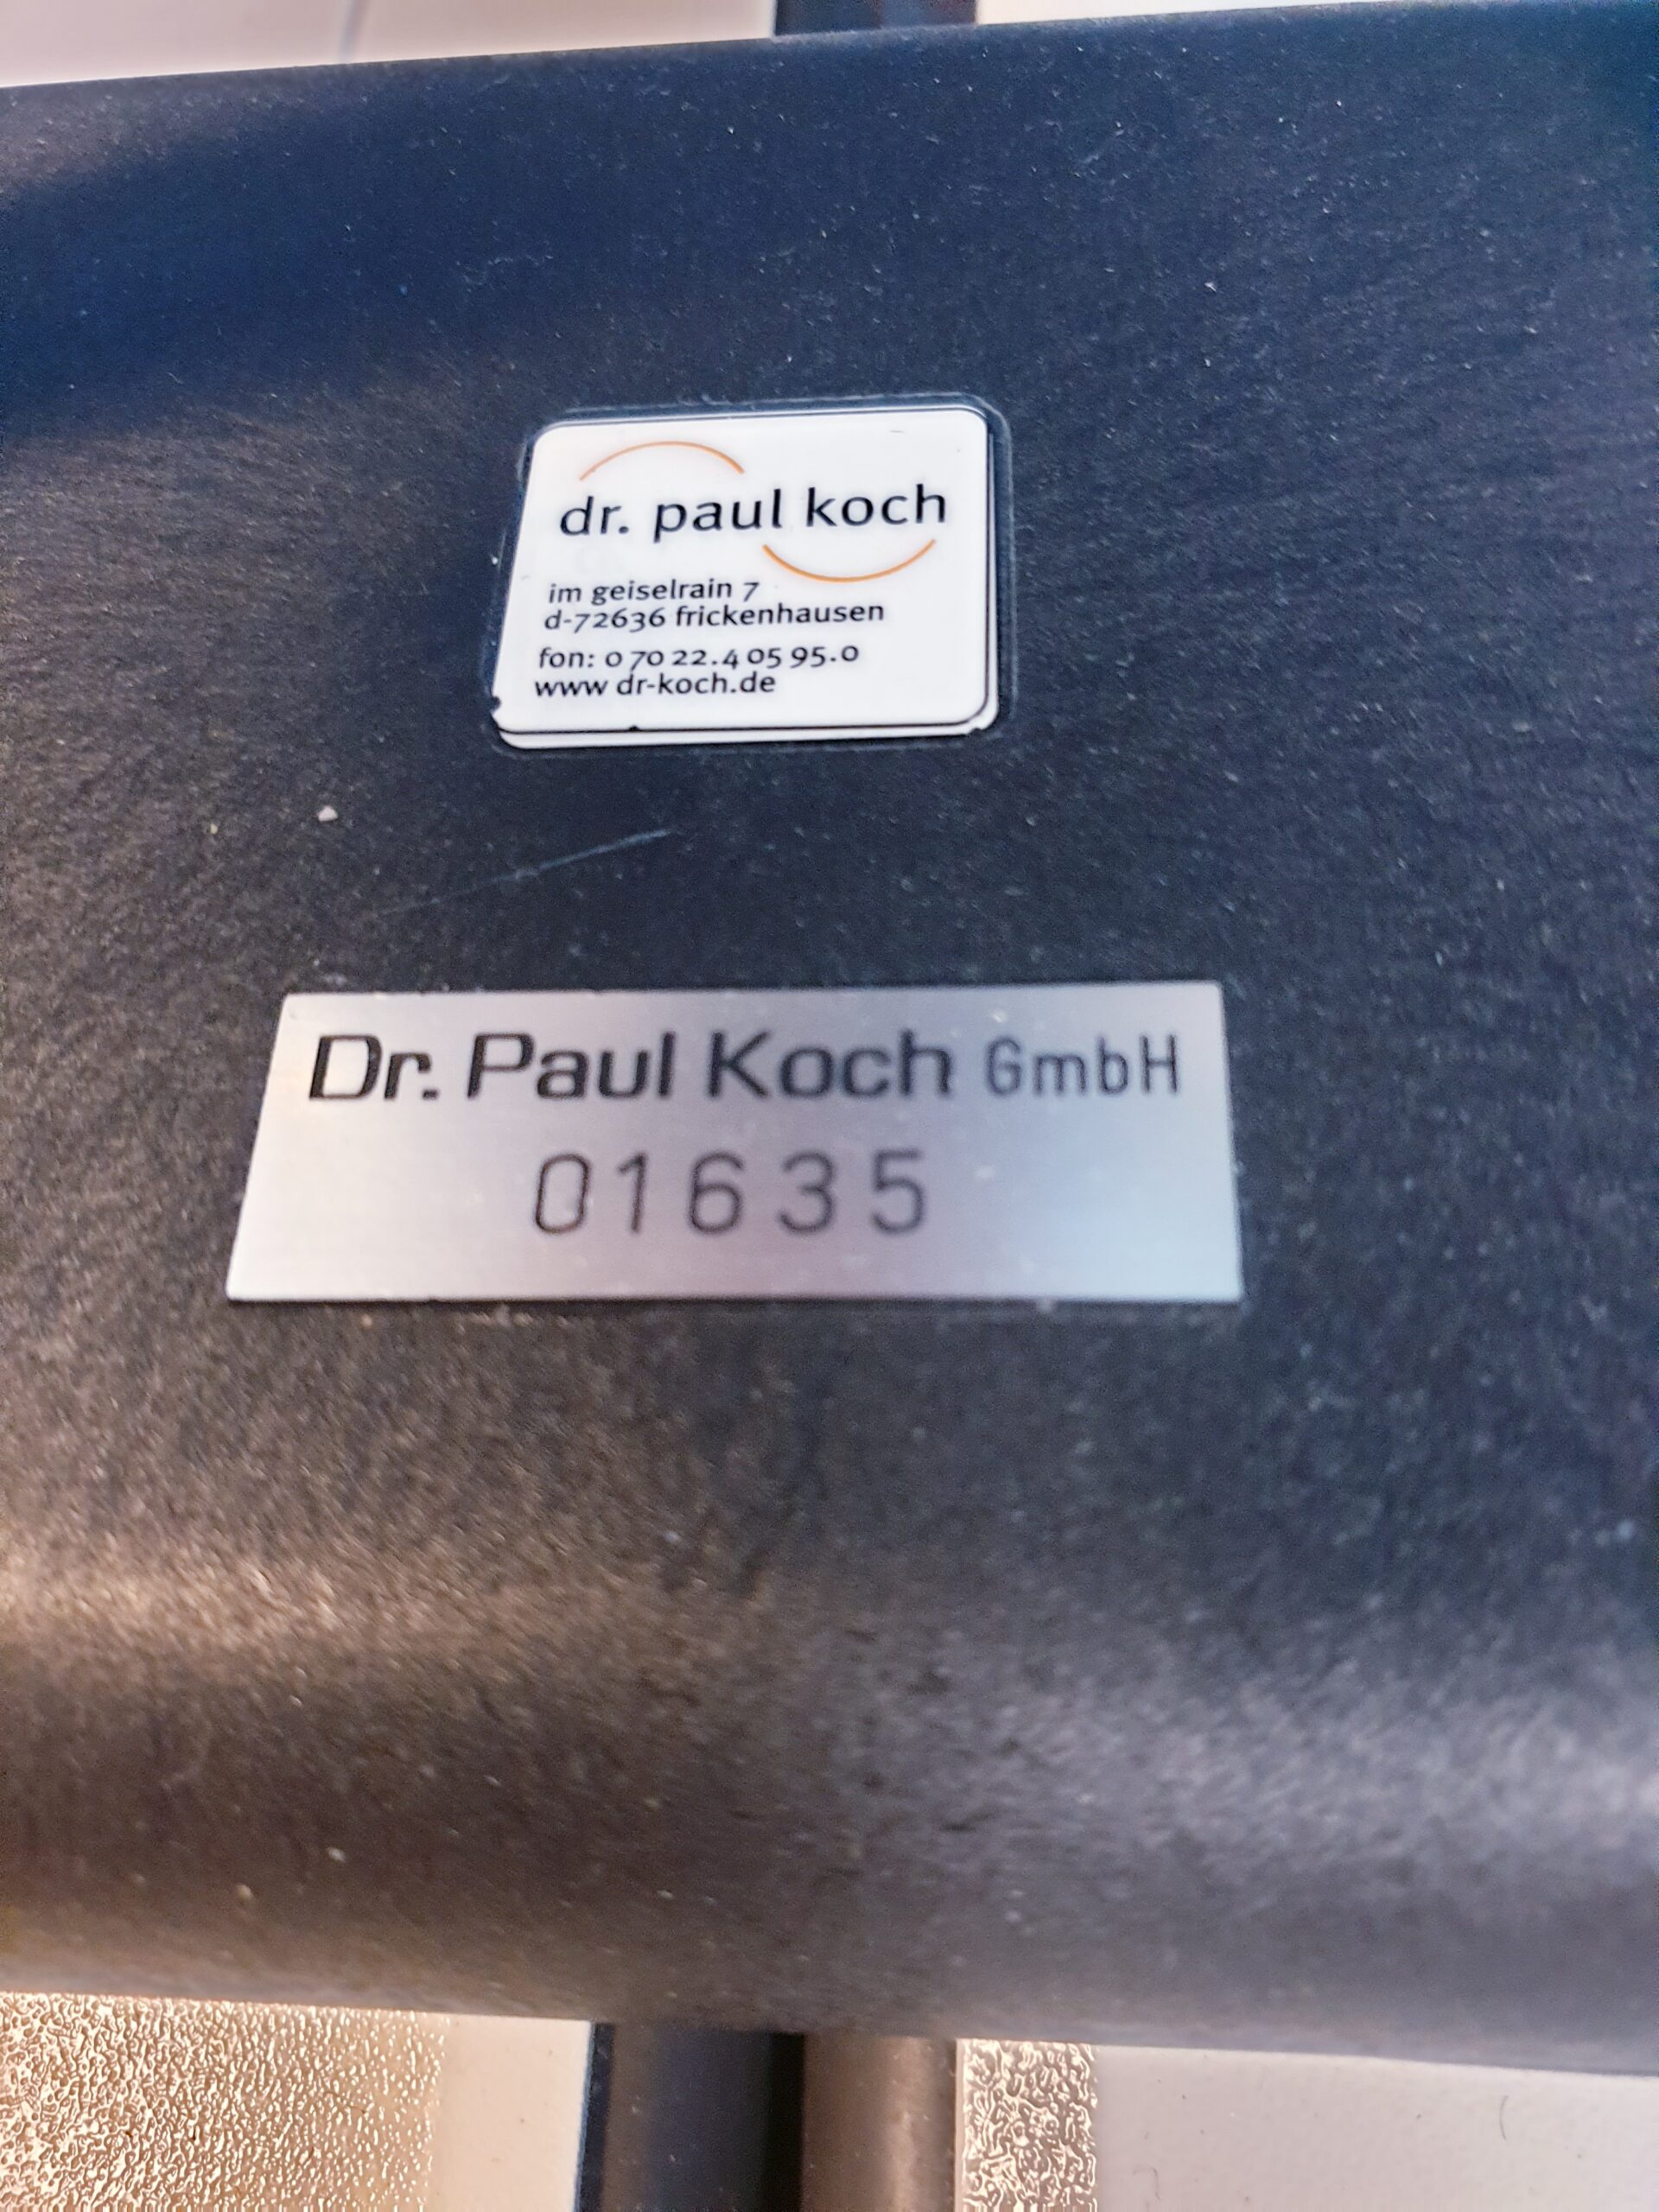 dr. paul koch
im geiselrain 7
d-72636 frickenhausen
fon: 0 70 22.4 05 95.0
www dr-koch.de
Dr. Paul Koch GmbH
01635